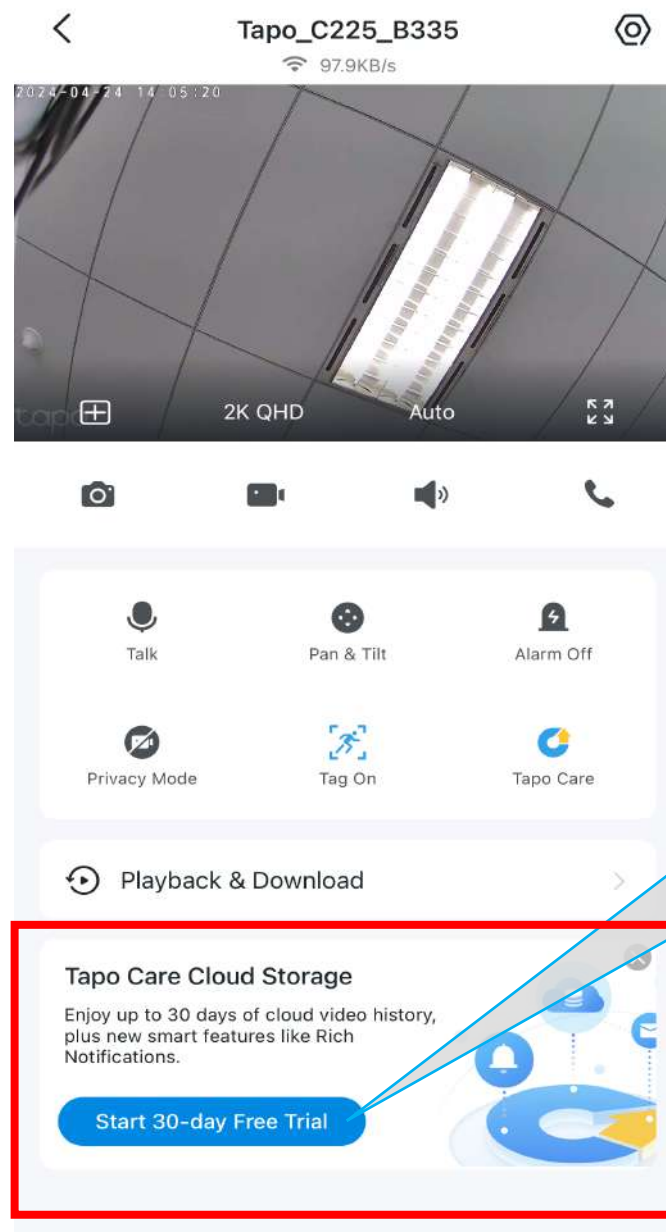 Tapo_C225_B335
97.9KB/s
2024-04-24 14:05:20
tapo
2K QHD
Auto
Talk
Pan & Tilt
Alarm Off
Privacy Mode
Tag On
Tapo Care
Playback & Download
Tapo Care Cloud Storage
Enjoy up to 30 days of cloud video history,
plus new smart features like Rich
Notifications.
Start 30-day Free Trial